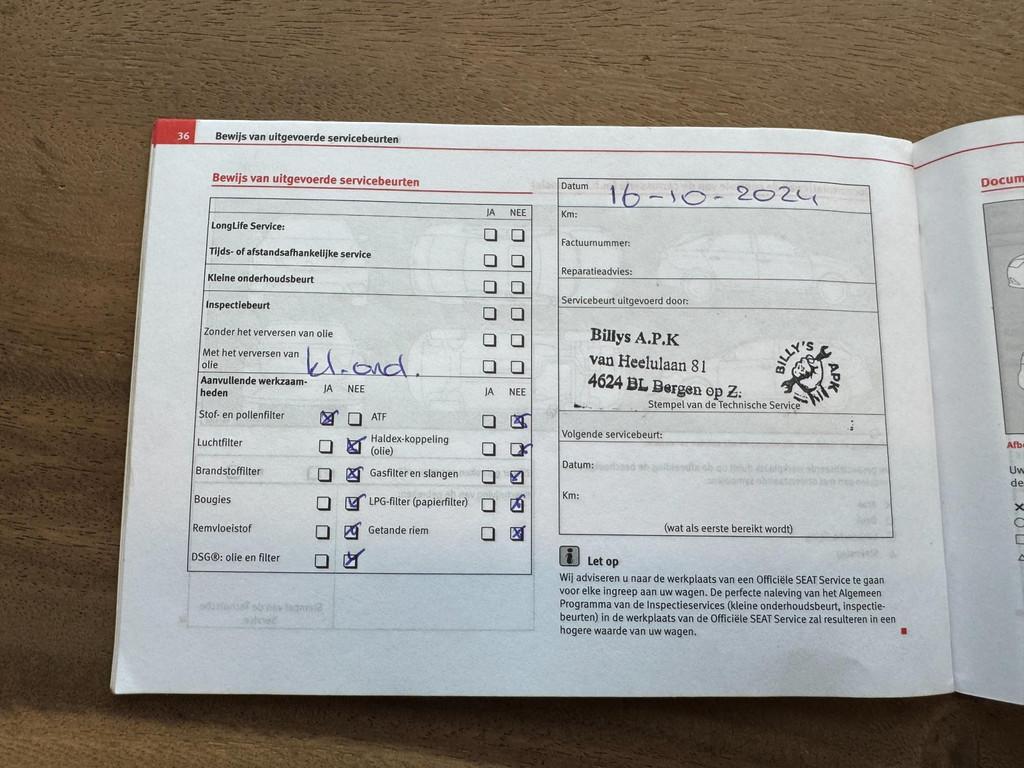 36 Bewijs van uitgevoerde servicebeurten
Bewijs van uitgevoerde servicebeurten
JA NEE
LongLife Service:
Tijds- of afstandsafhankelijke service
Kleine onderhoudsbeurt
Inspectiebeurt
Zonder het verversen van olie
Met het verversen van
olie
kl. ond.
Aanvullende werkzaam-
heden
JA NEE JA NEE
Stof- en pollenfilter ATF
Luchtfilter Haldex-koppeling
(olie)
Brandstoffilter Gasfilter en slangen
Bougies LPG-filter (papierfilter)
Remvloeistof Getande riem
DSG®: olie en filter
Datum 16-10-2024
Km:
Factuurnummer:
Reparatieadvies:
Servicebeurt uitgevoerd door:
Billys A.P.K
van Heelulaan 81
4624 BL Bergen op Z.
BILLY'S APK
Stempel van de Technische Service
Volgende servicebeurt:
Datum:
Km:
(wat als eerste bereikt wordt)
i Let op
Wij adviseren u naar de werkplaats van een Officiële SEAT Service te gaan
voor elke ingreep aan uw wagen. De perfecte naleving van het Algemeen
Programma van de Inspectieservices (kleine onderhoudsbeurt, inspectie-
beurten) in de werkplaats van de Officiële SEAT Service zal resulteren in een
hogere waarde van uw wagen.
Docum
Afb
Uw
de